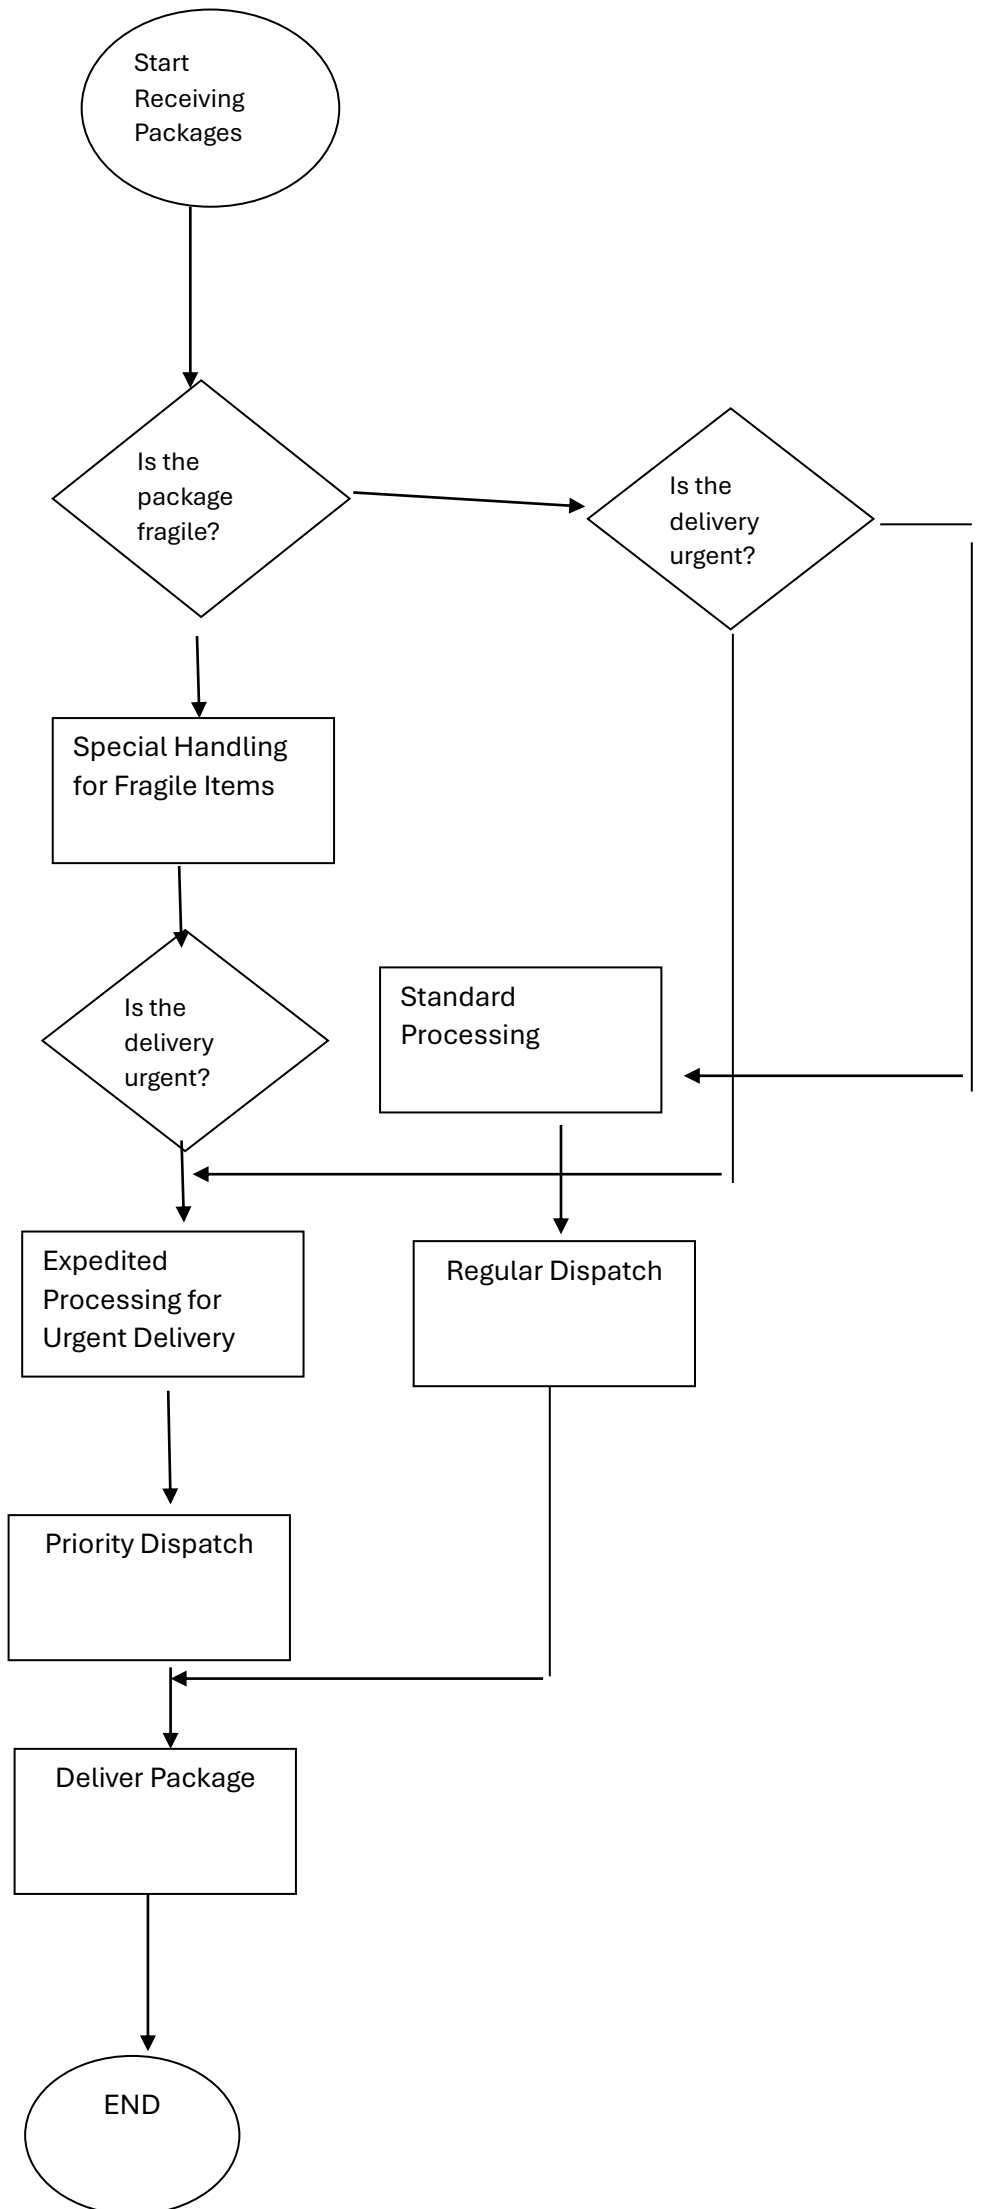 Start
Receiving
Packages
Is the
package
fragile?
Is the
delivery
urgent?
Special Handling
for Fragile Items
Is the
delivery
urgent?
Standard
Processing
Expedited
Processing for
Urgent Delivery
Regular Dispatch
Priority Dispatch
Deliver Package
END